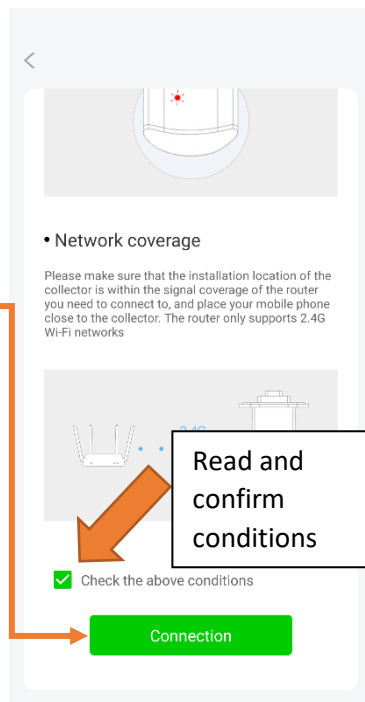 • Network coverage
Please make sure that the installation location of the
collector is within the signal coverage of the router
you need to connect to, and place your mobile phone
close to the collector. The router only supports 2.4G
Wi-Fi networks
2.4G
Read and
confirm
conditions
Check the above conditions
Connection